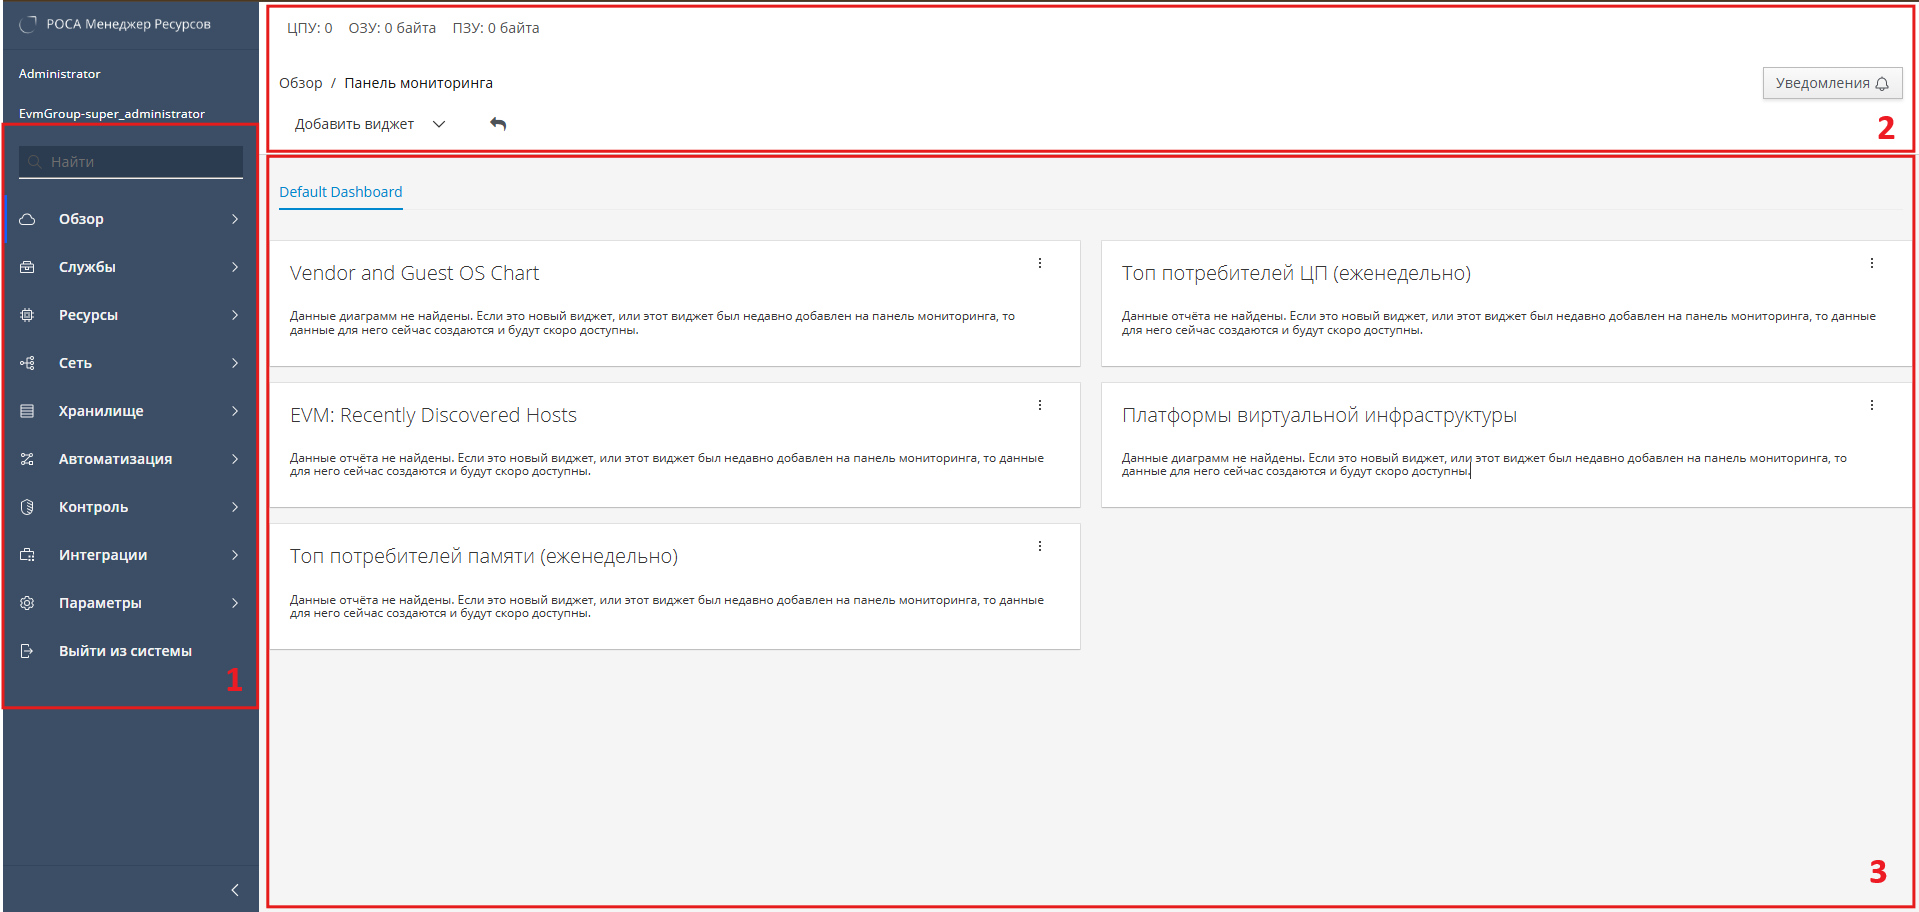 РОСА Менеджер Ресурсов
Administrator
EvmGroup-super_administrator
Найти
Обзор
Службы
Ресурсы
Сеть
Хранилище
Автоматизация
Контроль
Интеграции
Параметры
Выйти из системы
1
ЦПУ: 0 ОЗУ: 0 байта ПЗУ: 0 байта
Обзор / Панель мониторинга
Уведомления
Добавить виджет
2
Default Dashboard
Vendor and Guest OS Chart
Данные диаграмм не найдены. Если это новый виджет, или этот виджет был недавно добавлен на панель мониторинга, то
данные для него сейчас создаются и будут скоро доступны.
Топ потребителей ЦП (еженедельно)
Данные отчёта не найдены. Если это новый виджет, или этот виджет был недавно добавлен на панель мониторинга, то данные
для него сейчас создаются и будут скоро доступны.
EVM: Recently Discovered Hosts
Данные отчёта не найдены. Если это новый виджет, или этот виджет был недавно добавлен на панель мониторинга, то данные
для него сейчас создаются и будут скоро доступны.
Платформы виртуальной инфраструктуры
Данные диаграмм не найдены. Если это новый виджет, или этот виджет был недавно добавлен на панель мониторинга, то
данные для него сейчас создаются и будут скоро доступны.
Топ потребителей памяти (еженедельно)
Данные отчёта не найдены. Если это новый виджет, или этот виджет был недавно добавлен на панель мониторинга, то данные
для него сейчас создаются и будут скоро доступны.
3